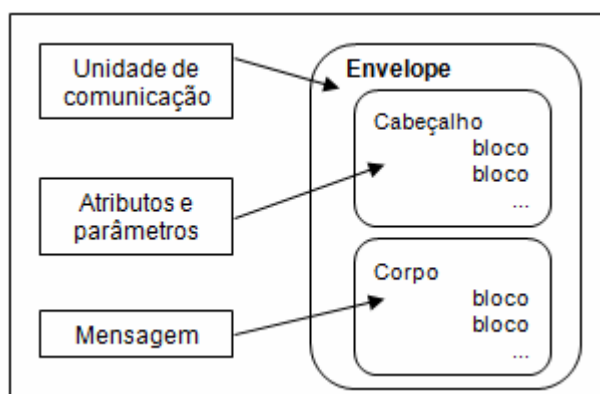 Unidade de
comunicação
Atributos e
parâmetros
Mensagem
Envelope
Cabeçalho
bloco
bloco
...
Corpo
bloco
bloco
...